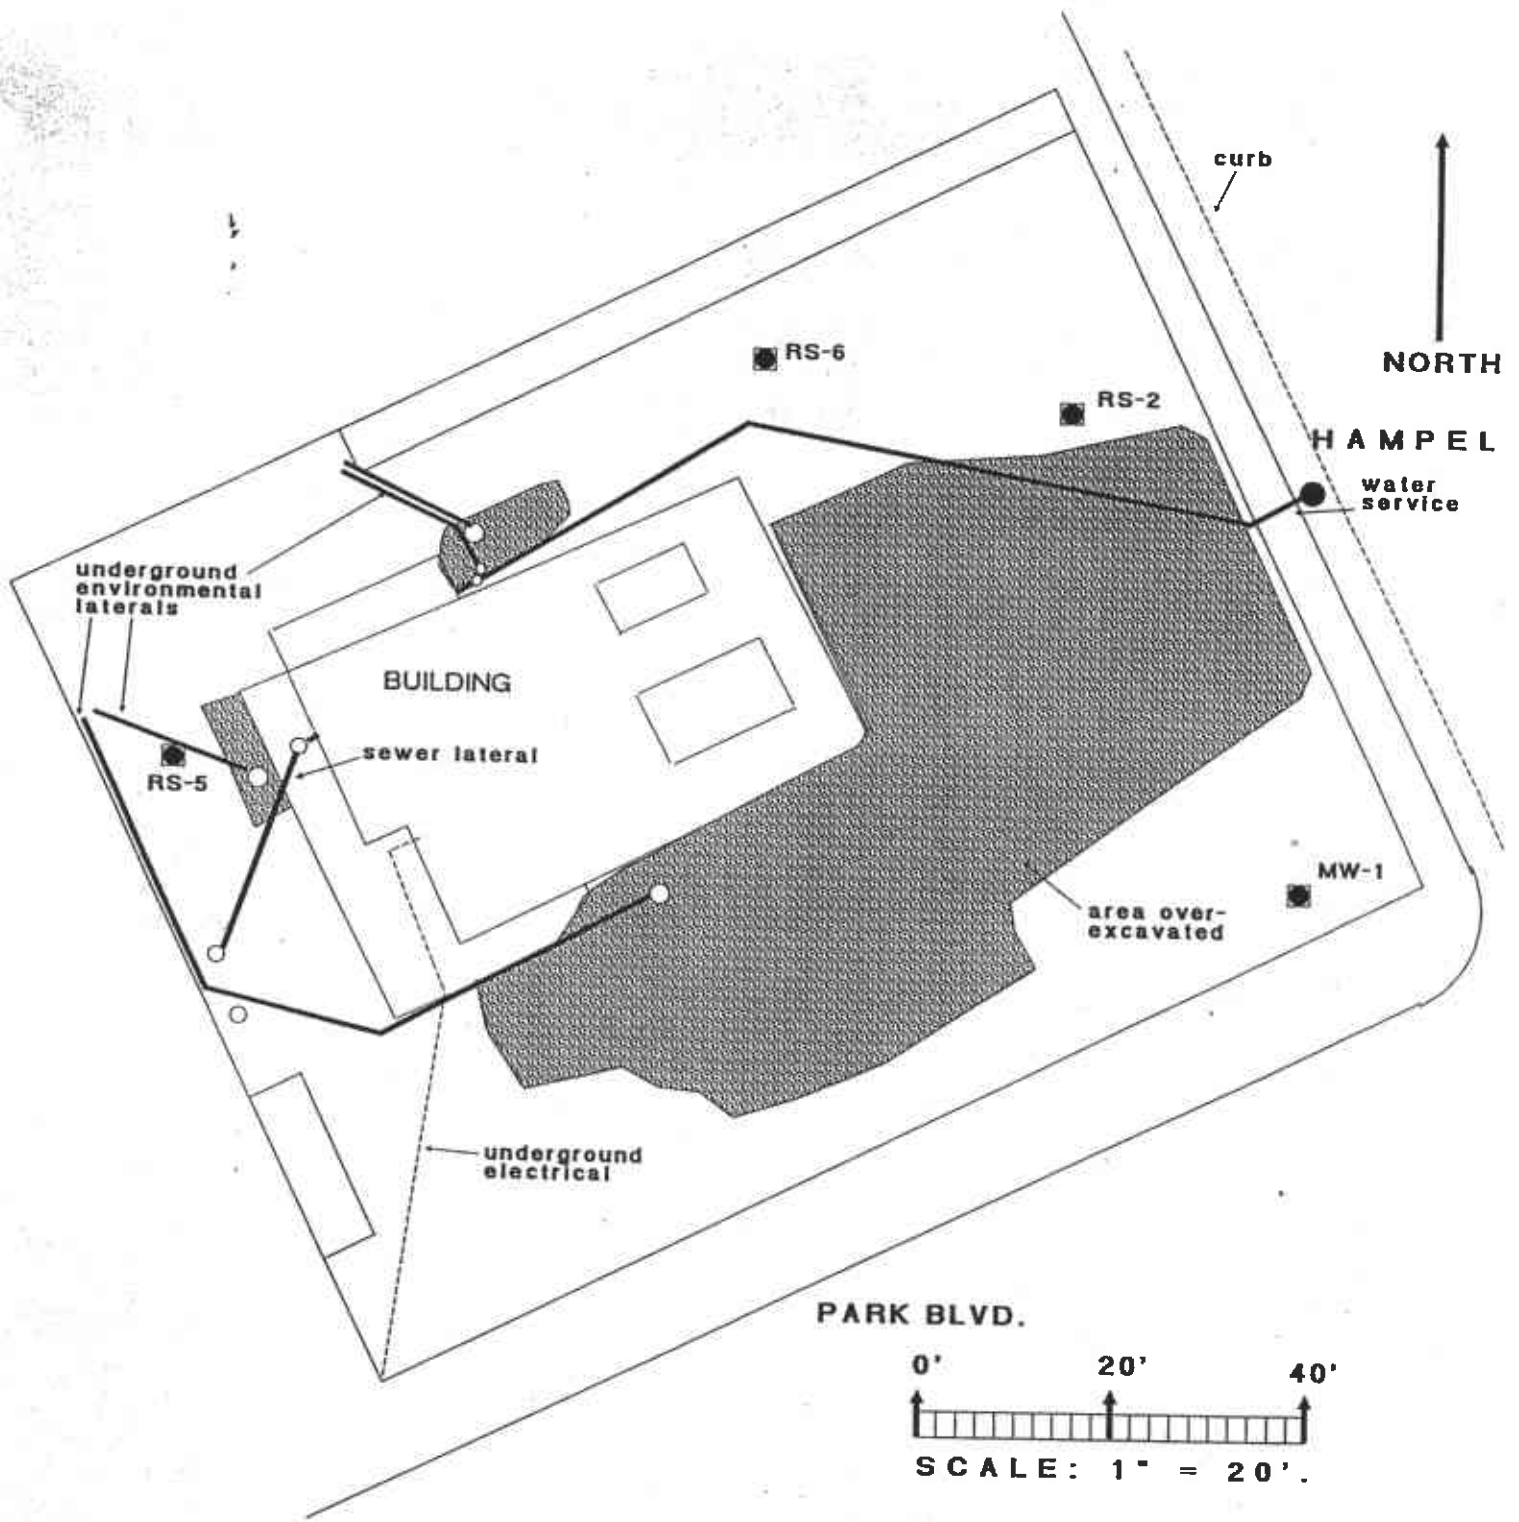 curb
RS-6
NORTH
RS-2
HAMPEL
water
service
underground
environmental
laterals
BUILDING
sewer lateral
RS-5
MW-1
area over-
excavated
underground
electrical
PARK BLVD.
0' 20' 40'
SCALE: 1" = 20'.